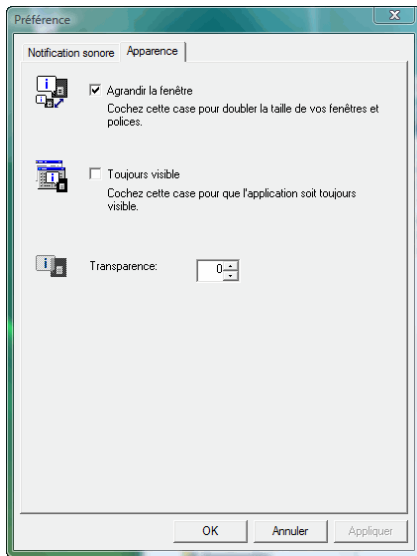 Préférence
Notification sonore
Apparence
Agrandir la fenêtre
Cochez cette case pour doubler la taille de vos fenêtres et
polices.
Toujours visible
Cochez cette case pour que l'application soit toujours
visible.
Transparence:
0
OK
Annuler
Appliquer